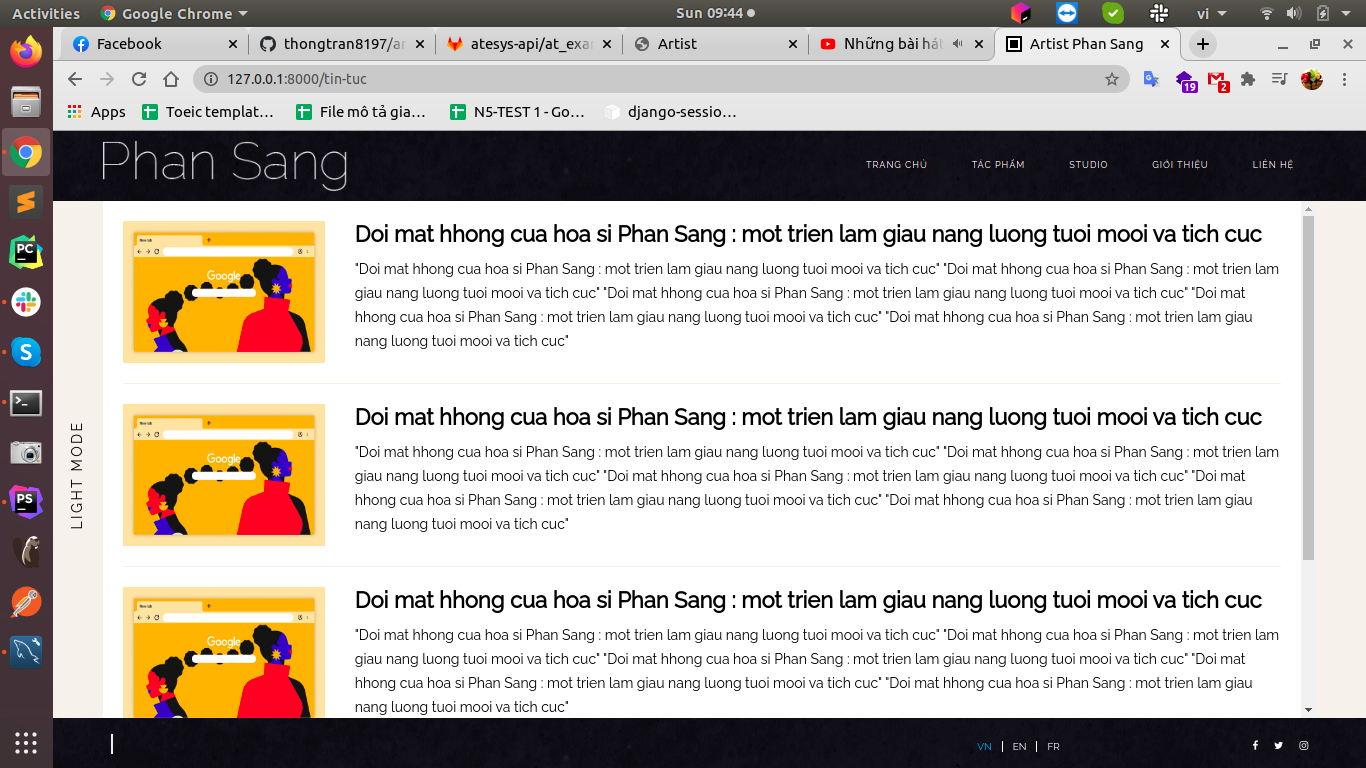 Activities Google Chrome Sun 09:44 vi
Facebook thongtran8197/ar atesys-api/at_exar Artist Những bài hát Artist Phan Sang
127.0.0.1:8000/tin-tuc 19 2
Apps Toeic templat… File mô tả gia… N5-TEST 1 - Go… django-sessio…
Phan Sang TRANG CHỦ TÁC PHẨM STUDIO GIỚI THIỆU LIÊN HỆ
LIGHT MODE
New tab
Google
Doi mat hhong cua hoa si Phan Sang : mot trien lam giau nang luong tuoi mooi va tich cuc
"Doi mat hhong cua hoa si Phan Sang : mot trien lam giau nang luong tuoi mooi va tich cuc" "Doi mat hhong cua hoa si Phan Sang : mot trien lam
giau nang luong tuoi mooi va tich cuc" "Doi mat hhong cua hoa si Phan Sang : mot trien lam giau nang luong tuoi mooi va tich cuc" "Doi mat
hhong cua hoa si Phan Sang : mot trien lam giau nang luong tuoi mooi va tich cuc" "Doi mat hhong cua hoa si Phan Sang : mot trien lam giau
nang luong tuoi mooi va tich cuc"
New tab
Google
Doi mat hhong cua hoa si Phan Sang : mot trien lam giau nang luong tuoi mooi va tich cuc
"Doi mat hhong cua hoa si Phan Sang : mot trien lam giau nang luong tuoi mooi va tich cuc" "Doi mat hhong cua hoa si Phan Sang : mot trien lam
giau nang luong tuoi mooi va tich cuc" "Doi mat hhong cua hoa si Phan Sang : mot trien lam giau nang luong tuoi mooi va tich cuc" "Doi mat
hhong cua hoa si Phan Sang : mot trien lam giau nang luong tuoi mooi va tich cuc" "Doi mat hhong cua hoa si Phan Sang : mot trien lam giau
nang luong tuoi mooi va tich cuc"
New tab
Google
Doi mat hhong cua hoa si Phan Sang : mot trien lam giau nang luong tuoi mooi va tich cuc
"Doi mat hhong cua hoa si Phan Sang : mot trien lam giau nang luong tuoi mooi va tich cuc" "Doi mat hhong cua hoa si Phan Sang : mot trien lam
giau nang luong tuoi mooi va tich cuc" "Doi mat hhong cua hoa si Phan Sang : mot trien lam giau nang luong tuoi mooi va tich cuc" "Doi mat
hhong cua hoa si Phan Sang : mot trien lam giau nang luong tuoi mooi va tich cuc" "Doi mat hhong cua hoa si Phan Sang : mot trien lam giau
nang luong tuoi mooi va tich cuc"
VN | EN | FR